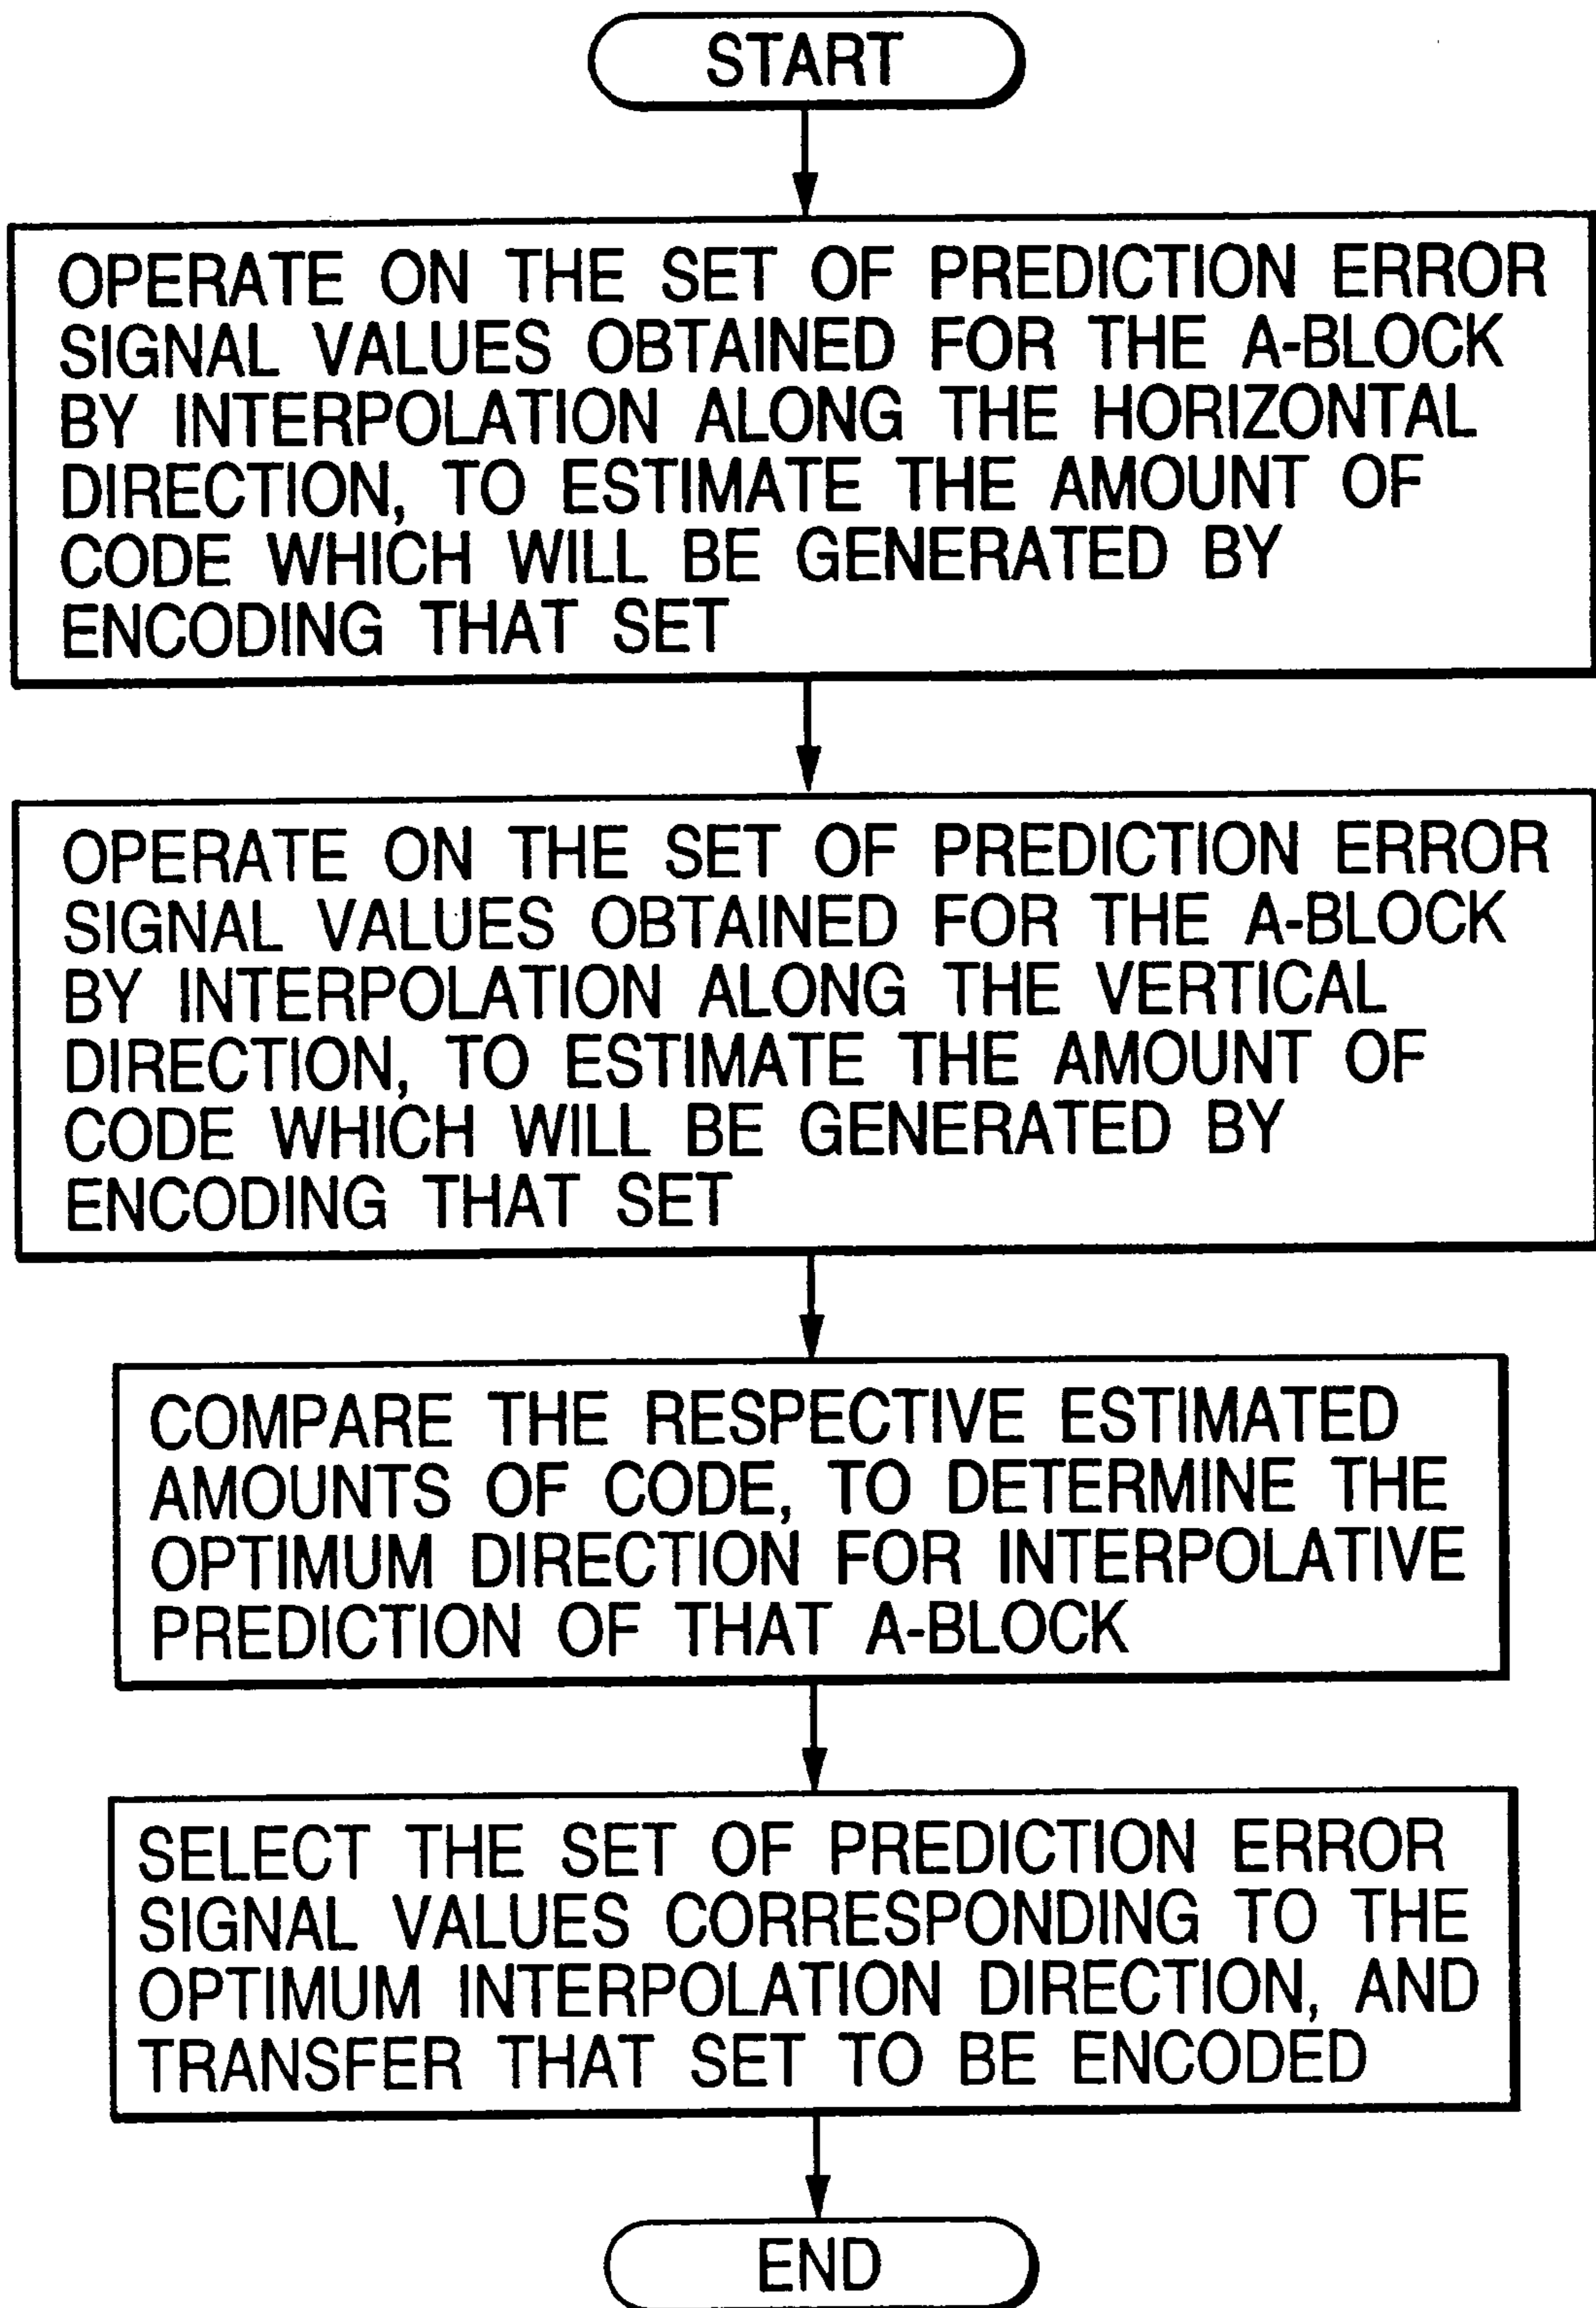 START
OPERATE ON THE SET OF PREDICTION ERROR
SIGNAL VALUES OBTAINED FOR THE A-BLOCK
BY INTERPOLATION ALONG THE HORIZONTAL
DIRECTION, TO ESTIMATE THE AMOUNT OF
CODE WHICH WILL BE GENERATED BY
ENCODING THAT SET
OPERATE ON THE SET OF PREDICTION ERROR
SIGNAL VALUES OBTAINED FOR THE A-BLOCK
BY INTERPOLATION ALONG THE VERTICAL
DIRECTION, TO ESTIMATE THE AMOUNT OF
CODE WHICH WILL BE GENERATED BY
ENCODING THAT SET
COMPARE THE RESPECTIVE ESTIMATED
AMOUNTS OF CODE, TO DETERMINE THE
OPTIMUM DIRECTION FOR INTERPOLATIVE
PREDICTION OF THAT A-BLOCK
SELECT THE SET OF PREDICTION ERROR
SIGNAL VALUES CORRESPONDING TO THE
OPTIMUM INTERPOLATION DIRECTION, AND
TRANSFER THAT SET TO BE ENCODED
END